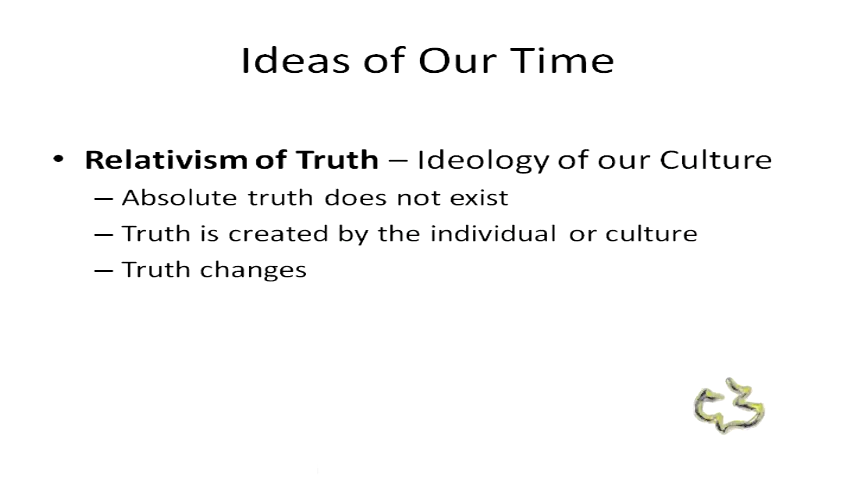 Ideas of Our Time
• Relativism of Truth – Ideology of our Culture
– Absolute truth does not exist
– Truth is created by the individual or culture
– Truth changes